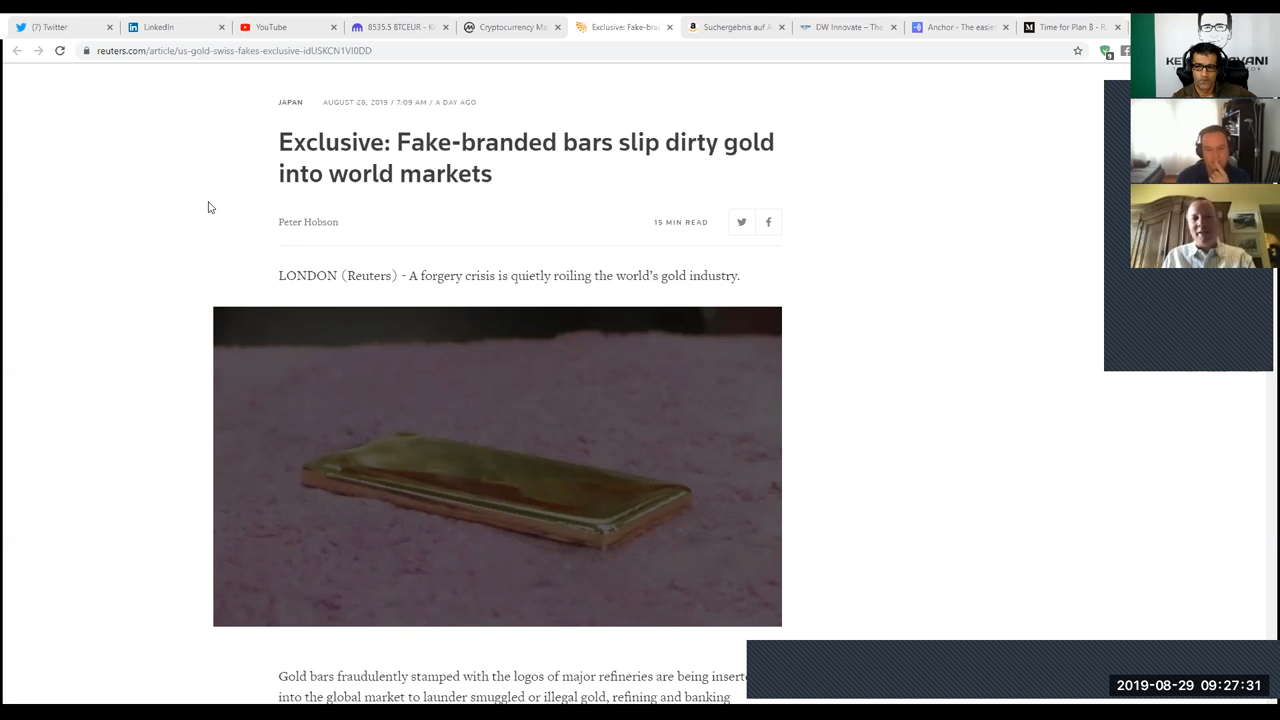 (7) Twitter
LinkedIn
YouTube
8535.5 BTCEUR - K
Cryptocurrency Ma
Exclusive: Fake-bra
Suchergebnis auf A
DW Innovate – The
Anchor - The easie
Time for Plan ₿ - R
reuters.com/article/us-gold-swiss-fakes-exclusive-idUSKCN1VI0DD
JAPAN
AUGUST 28, 2019 / 7:09 AM / A DAY AGO
Exclusive: Fake-branded bars slip dirty gold
into world markets
Peter Hobson
15 MIN READ
LONDON (Reuters) - A forgery crisis is quietly roiling the world’s gold industry.
Gold bars fraudulently stamped with the logos of major refineries are being inserte
into the global market to launder smuggled or illegal gold, refining and banking
2019-08-29 09:27:31